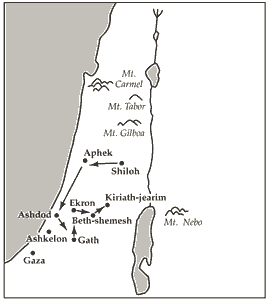 Mt.
Carmel
Mt. Tabor
Mt. Gilboa
Aphek
Shiloh
Kiriath-jearim
Ekron
Ashdod
Beth-shemesh
Mt. Nebo
Ashkelon
Gath
Gaza